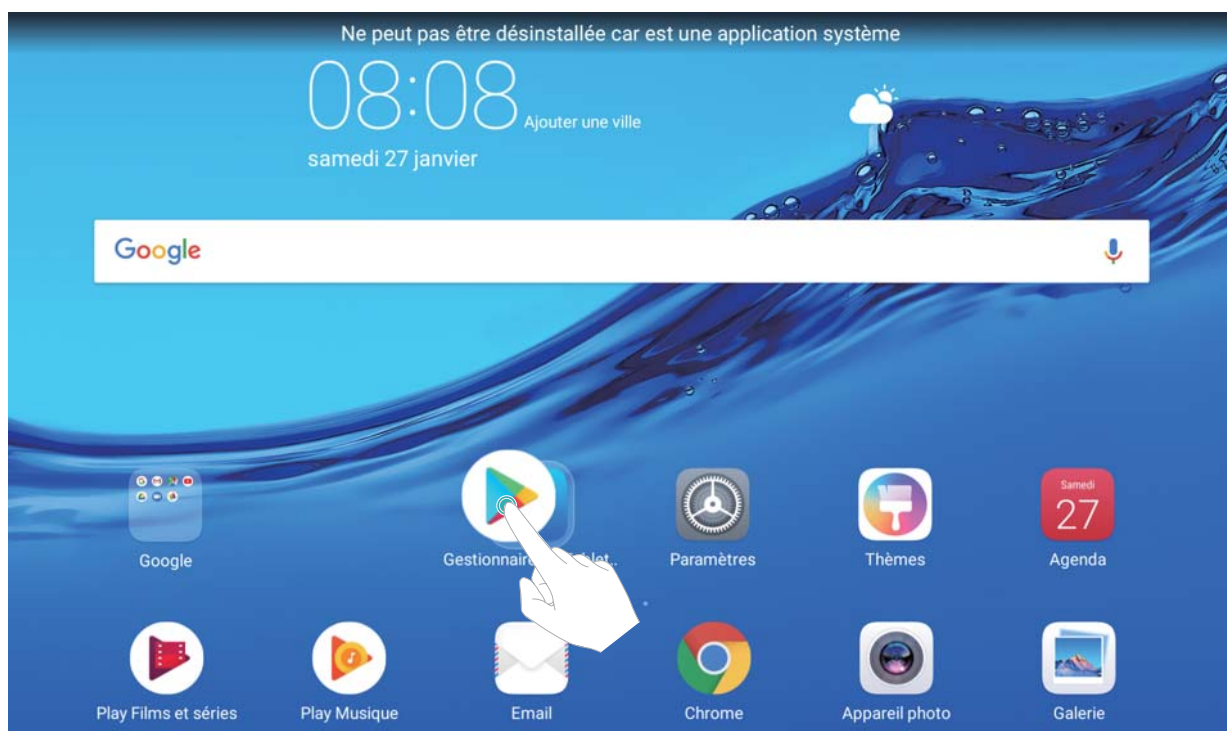 Ne peut pas être désinstallée car est une application système
08:08 Ajouter une ville
samedi 27 janvier
Google
Samedi
27
Google
Gestionnaire
Paramètres
Thèmes
Agenda
Play Films et séries
Play Musique
Email
Chrome
Appareil photo
Galerie